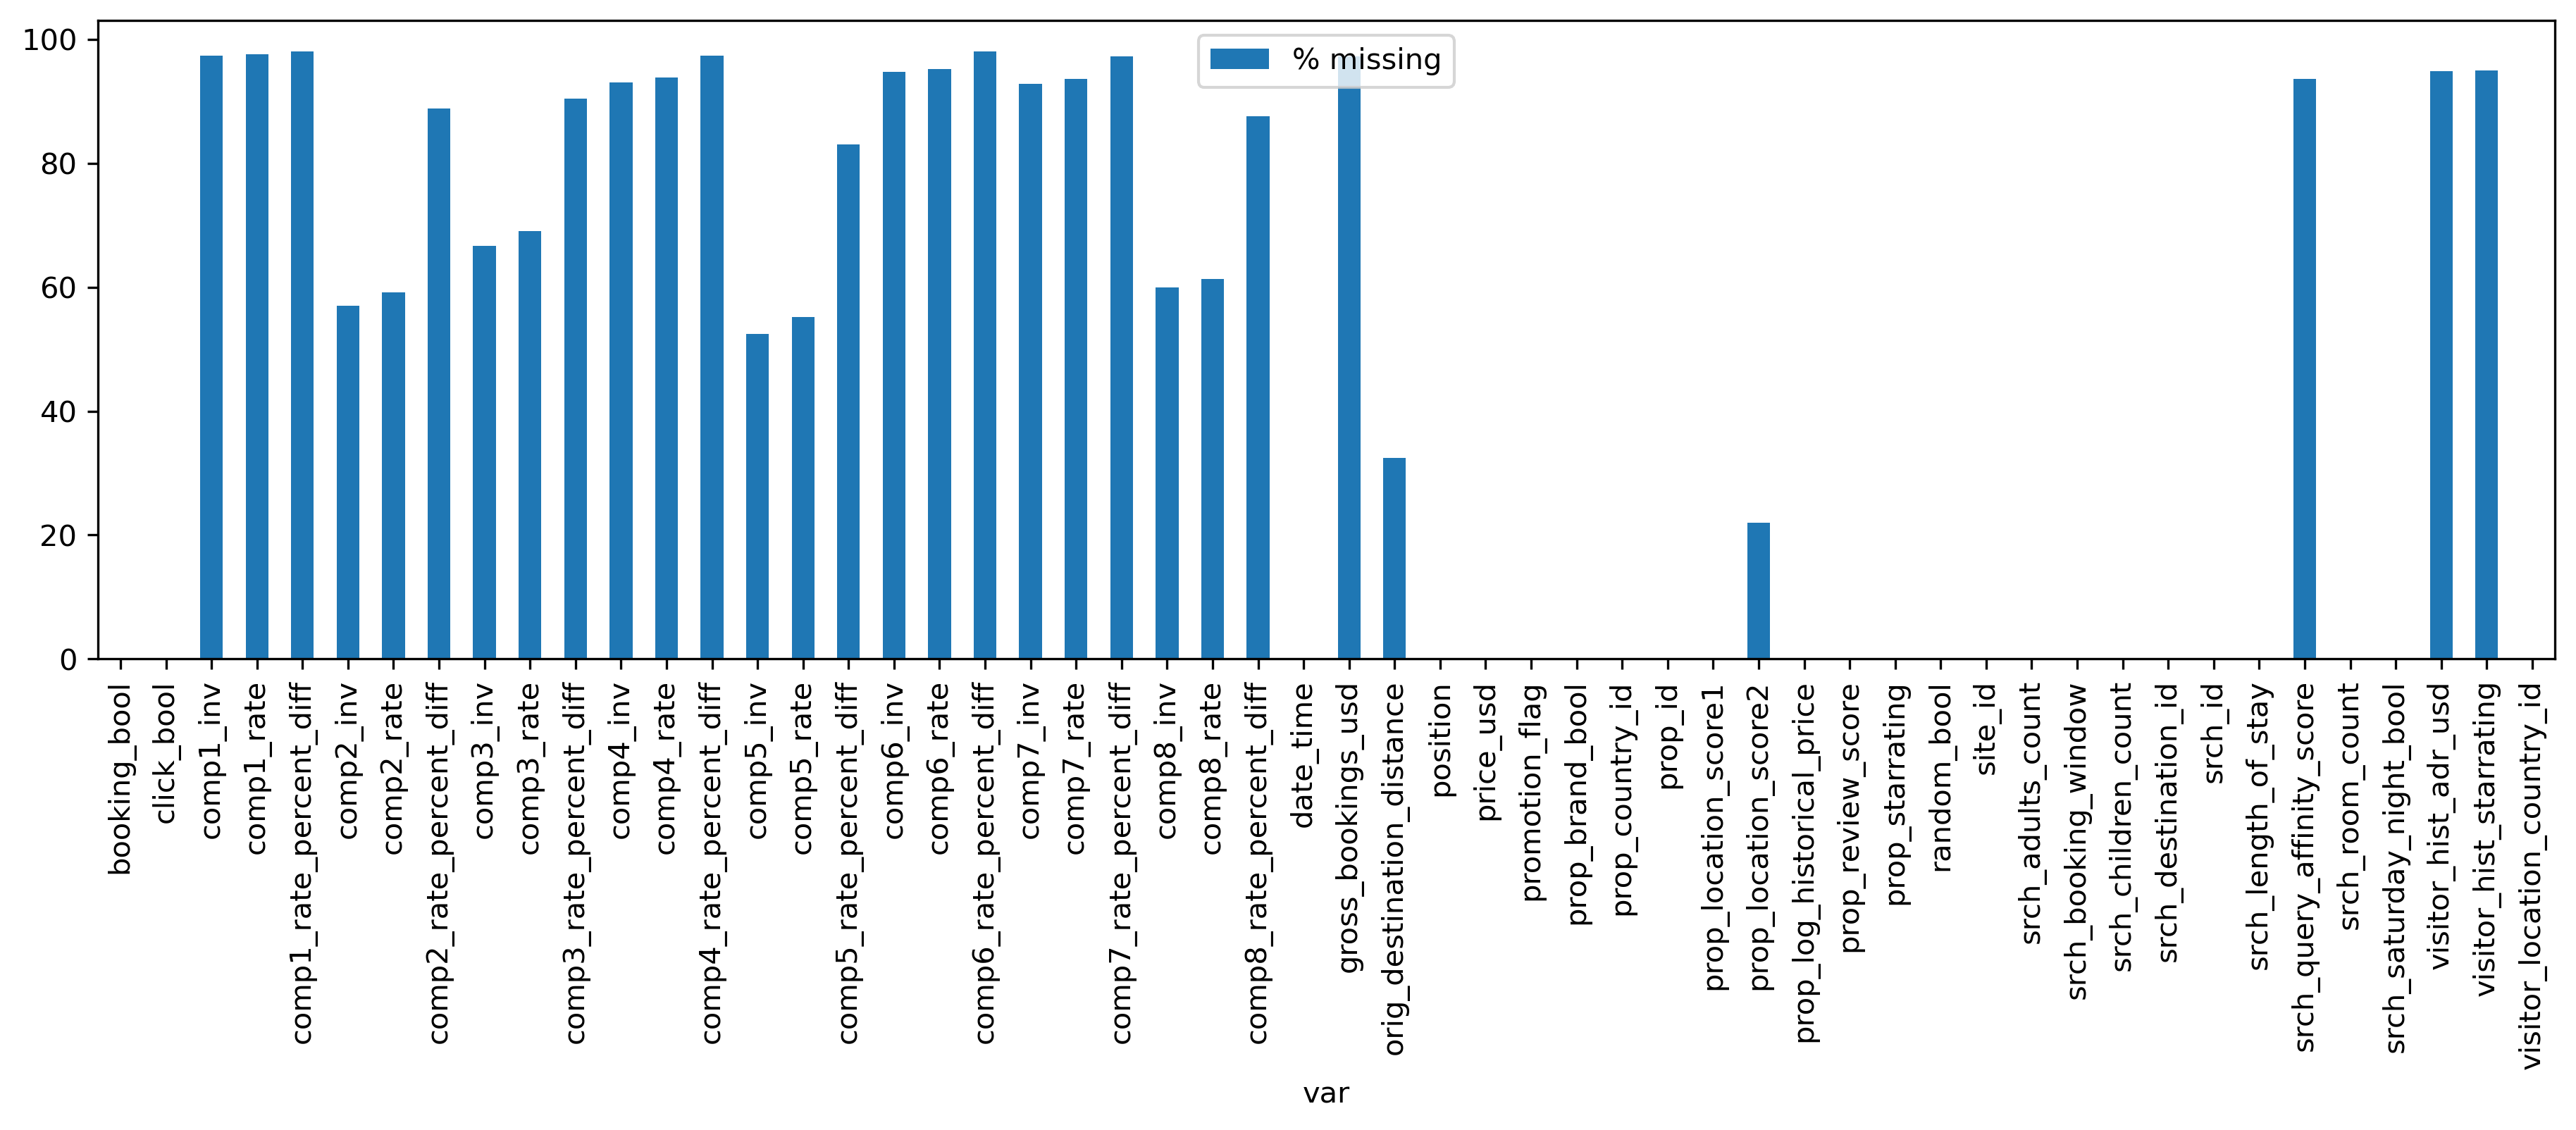 % missing
100
80
60
40
20
0
booking_bool
click_bool
comp1_inv
comp1_rate
comp1_rate_percent_diff
comp2_inv
comp2_rate
comp2_rate_percent_diff
comp3_inv
comp3_rate
comp3_rate_percent_diff
comp4_inv
comp4_rate
comp4_rate_percent_diff
comp5_inv
comp5_rate
comp5_rate_percent_diff
comp6_inv
comp6_rate
comp6_rate_percent_diff
comp7_inv
comp7_rate
comp7_rate_percent_diff
comp8_inv
comp8_rate
comp8_rate_percent_diff
date_time
gross_bookings_usd
orig_destination_distance
position
price_usd
promotion_flag
prop_brand_bool
prop_country_id
prop_id
prop_location_score1
prop_location_score2
prop_log_historical_price
prop_review_score
prop_starrating
random_bool
site_id
srch_adults_count
srch_booking_window
srch_children_count
srch_destination_id
srch_id
srch_length_of_stay
srch_query_affinity_score
srch_room_count
srch_saturday_night_bool
visitor_hist_adr_usd
visitor_hist_starrating
visitor_location_country_id
var